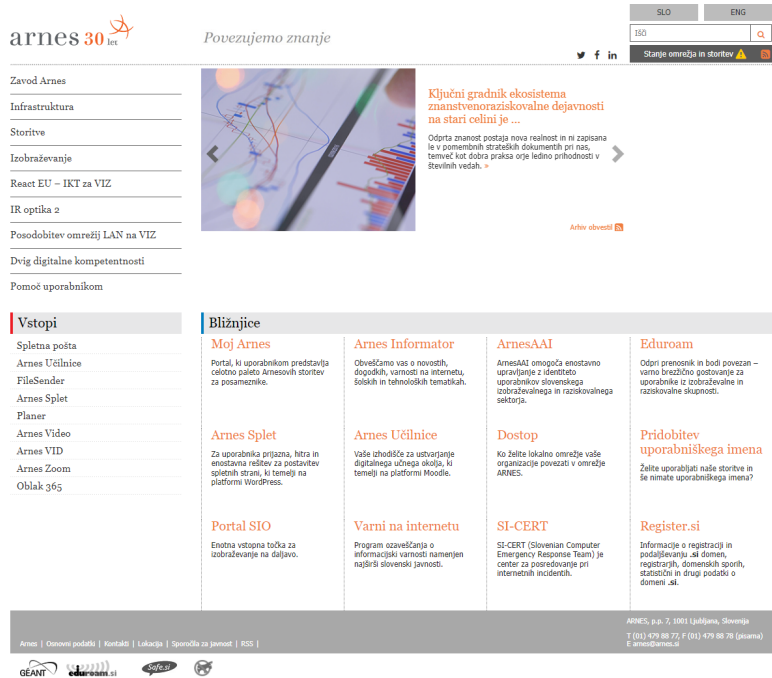 SLO
ENG
arnes 30 let
Povezujemo znanje
Išči
Stanje omrežja in storitev
Zavod Arnes
Infrastruktura
Storitve
Izobraževanje
React EU – IKT za VIZ
IR optika 2
Posodobitev omrežij LAN na VIZ
Dvig digitalne kompetentnosti
Pomoč uporabnikom
Ključni gradnik ekosistema
znanstvenoraziskovalne dejavnosti
na stari celini je ...
Odprta znanost postaja nova realnost in ni zapisana
le v pomembnih strateških dokumentih pri nas,
temveč kot dobra praksa orje ledino prihodnosti v
številnih vedah. »
Arhiv obvestil
Vstopi
Spletna pošta
Arnes Učilnice
FileSender
Arnes Splet
Planer
Arnes Video
Arnes VID
Arnes Zoom
Oblak 365
Bližnjice
Moj Arnes
Portal, ki uporabnikom predstavlja
celotno paleto Arnesovih storitev
za posameznike.
Arnes Informator
Obveščamo vas o novostih,
dogodkih, varnosti na internetu,
šolskih in tehnoloških tematikah.
ArnesAAI
ArnesAAI omogoča enostavno
upravljanje z identiteto
uporabnikov slovenskega
izobraževalnega in raziskovalnega
sektorja.
Eduroam
Odpri prenosnik in bodi povezan –
varno brezžično gostovanje za
uporabnike iz izobraževalne in
raziskovalne skupnosti.
Arnes Splet
Za uporabnika prijazna, hitra in
enostavna rešitev za postavitev
spletnih strani, ki temelji na
platformi WordPress.
Arnes Učilnice
Vaše izhodišče za ustvarjanje
digitalnega učnega okolja, ki
temelji na platformi Moodle.
Dostop
Ko želite lokalno omrežje vaše
organizacije povezati v omrežje
ARNES.
Pridobitev
uporabniškega imena
Želite uporabljati naše storitve in
še nimate uporabniškega imena?
Portal SIO
Enotna vstopna točka za
izobraževanje na daljavo.
Varni na internetu
Program ozaveščanja o
informacijski varnosti namenjen
najširši slovenski javnosti.
SI-CERT
SI-CERT (Slovenian Computer
Emergency Response Team) je
center za posredovanje pri
internetnih incidentih.
Register.si
Informacije o registraciji in
podaljševanju .si domen,
registrarjih, domenskih sporih,
statistični in drugi podatki o
domeni .si.
ARNES, p.p. 7, 1001 Ljubljana, Slovenija
T (01) 479 88 77, F (01) 479 88 78 (pisarna)
E arnes@arnes.si
Arnes | Osnovni podatki | Kontakti | Lokacija | Sporočila za javnost | RSS |
GÉANT
eduroam.si
Safe.si